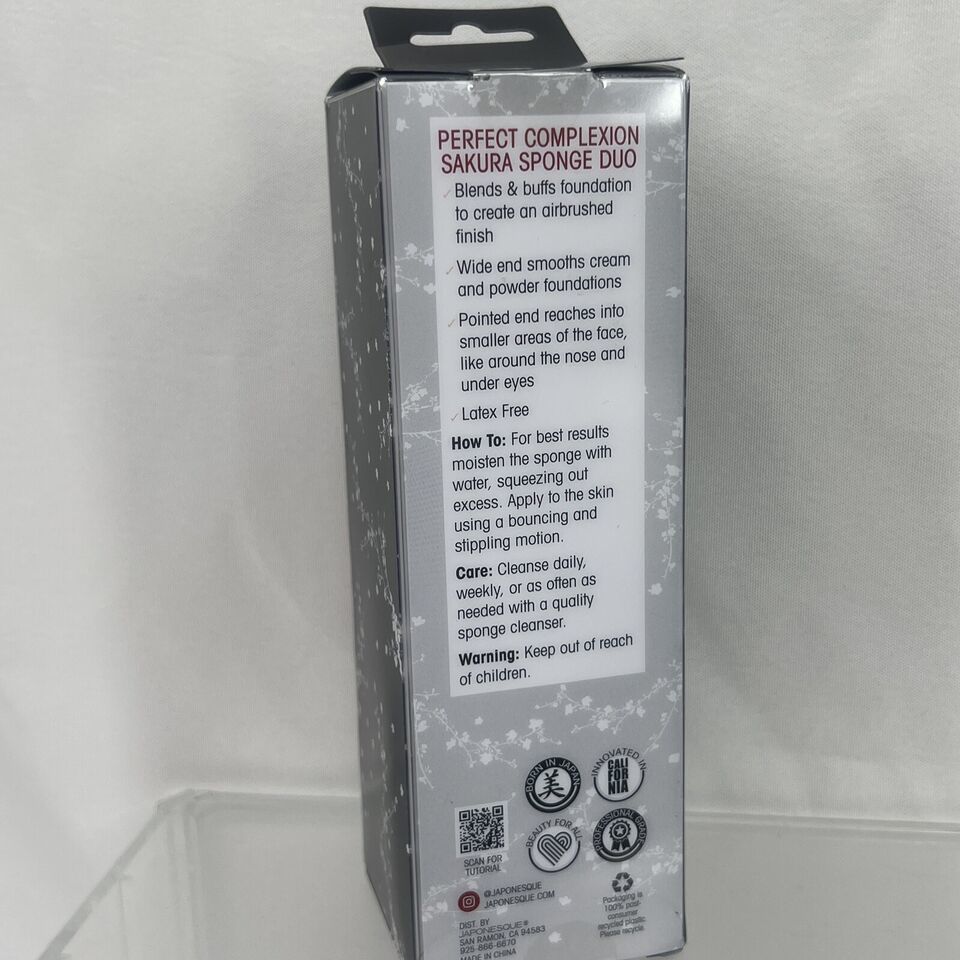 PERFECT COMPLEXION
SAKURA SPONGE DUO
✓ Blends & buffs foundation
to create an airbrushed
finish
✓ Wide end smooths cream
and powder foundations
✓ Pointed end reaches into
smaller areas of the face,
like around the nose and
under eyes
✓ Latex Free
How To: For best results
moisten the sponge with
water, squeezing out
excess. Apply to the skin
using a bouncing and
stippling motion.
Care: Cleanse daily,
weekly, or as often as
needed with a quality
sponge cleanser.
Warning: Keep out of reach
of children.
BORN IN JAPAN
美
INNOVATED IN
CALI
FOR
NIA
BEAUTY FOR ALL
PROFESSIONAL GRADE
SCAN FOR
TUTORIAL
@JAPONESQUE
JAPONESQUE.COM
DIST. BY
JAPONESQUE®
SAN RAMON, CA 94583
925-866-6670
MADE IN CHINA
Packaging is
100% post-
consumer
recycled plastic.
Please recycle.